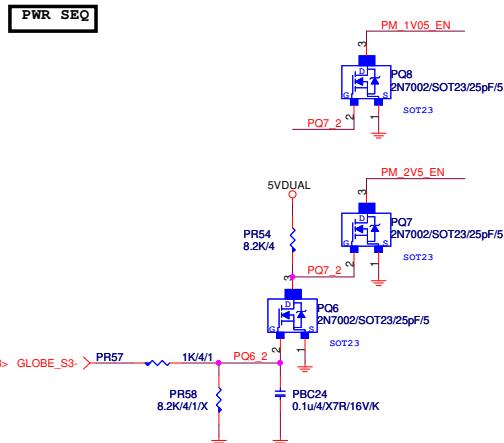 PWR SEQ
PM_1V05_EN
3
D
G
S
PQ8
2N7002/SOT23/25pF/5
SOT23
2
1
PQ7_2
PM_2V5_EN
3
D
G
S
PQ7
2N7002/SOT23/25pF/5
SOT23
2
1
5VDUAL
PR54
8.2K/4
PQ7_2
3
D
G
S
PQ6
2N7002/SOT23/25pF/5
SOT23
2
1
> GLOBE_S3-
PR57
1K/4/1
PQ6_2
PR58
8.2K/4/1/X
PBC24
0.1u/4/X7R/16V/K